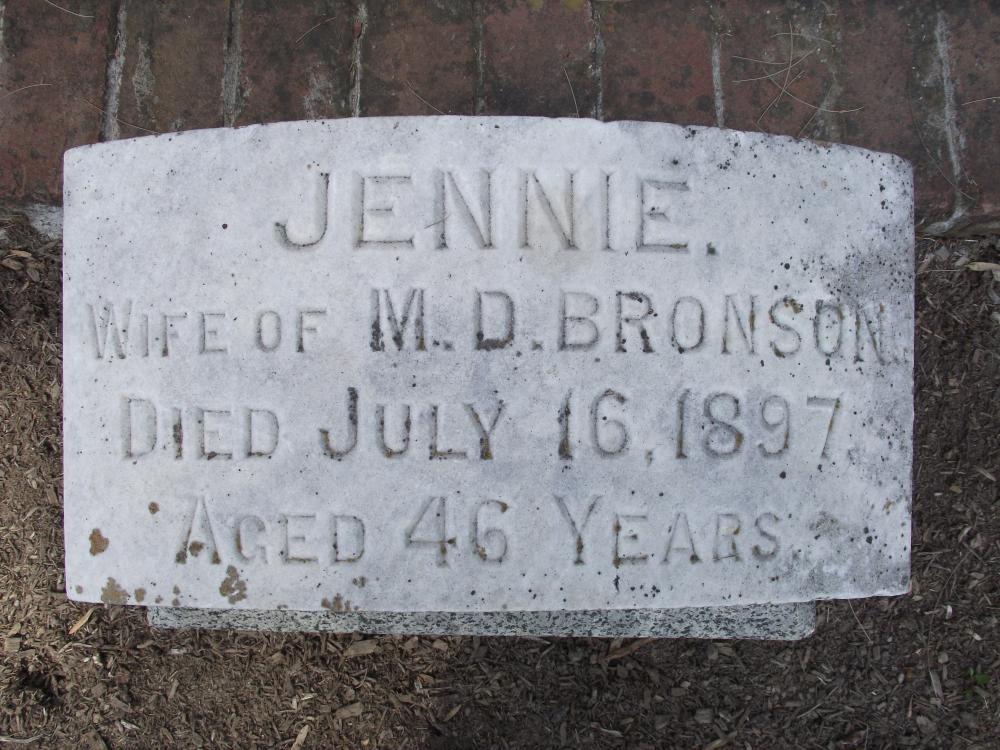 JENNIE.
WIFE OF M. D. BRONSON.
DIED JULY 16, 1897.
AGED 46 YEARS.